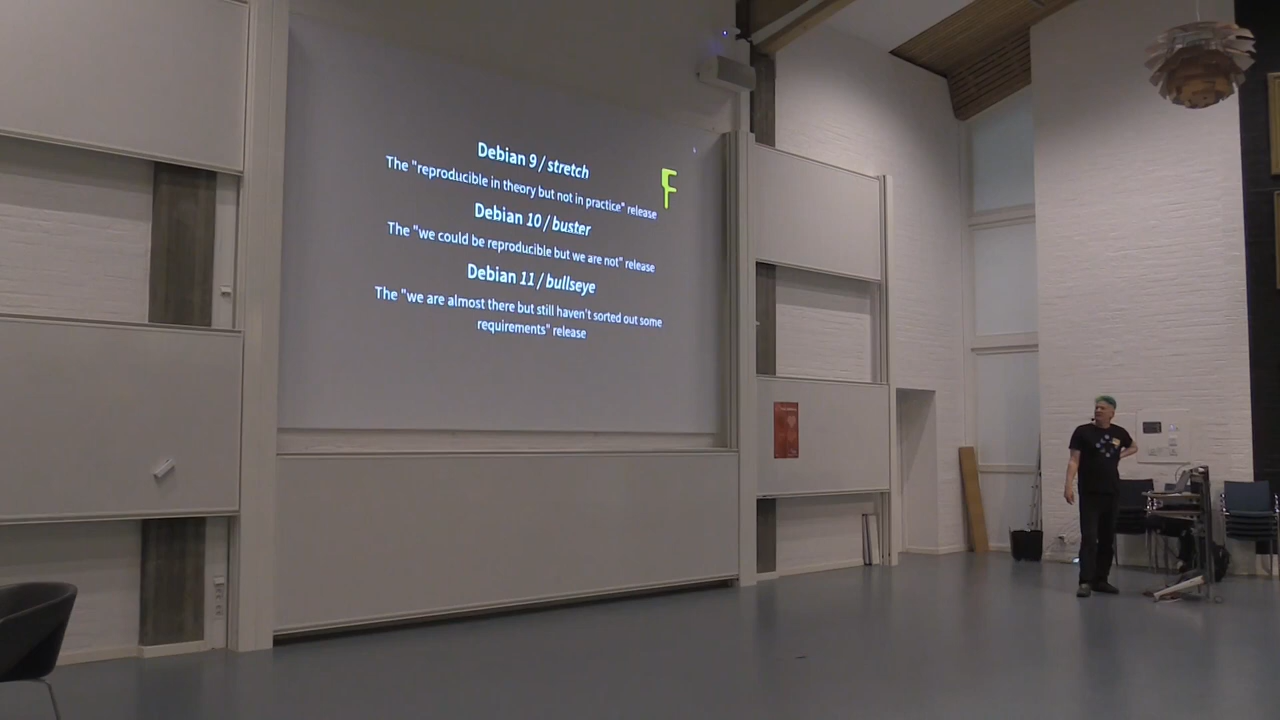 Debian 9 / stretch
The "reproducible in theory but not in practice" release
Debian 10 / buster
The "we could be reproducible but we are not" release
Debian 11 / bullseye
The "we are almost there but still haven't sorted out some
requirements" release